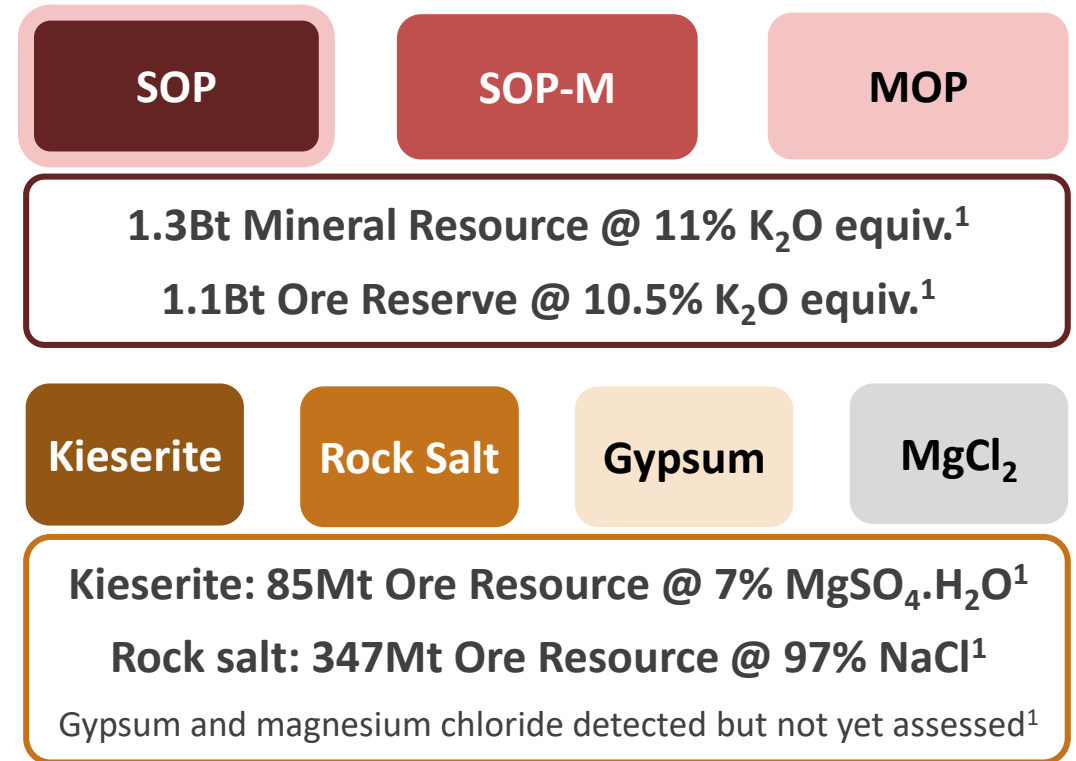 SOP SOP-M MOP
1.3Bt Mineral Resource @ 11% K₂O equiv.¹
1.1Bt Ore Reserve @ 10.5% K₂O equiv.¹
Kieserite Rock Salt Gypsum MgCl₂
Kieserite: 85Mt Ore Resource @ 7% MgSO₄.H₂O¹
Rock salt: 347Mt Ore Resource @ 97% NaCl¹
Gypsum and magnesium chloride detected but not yet assessed¹